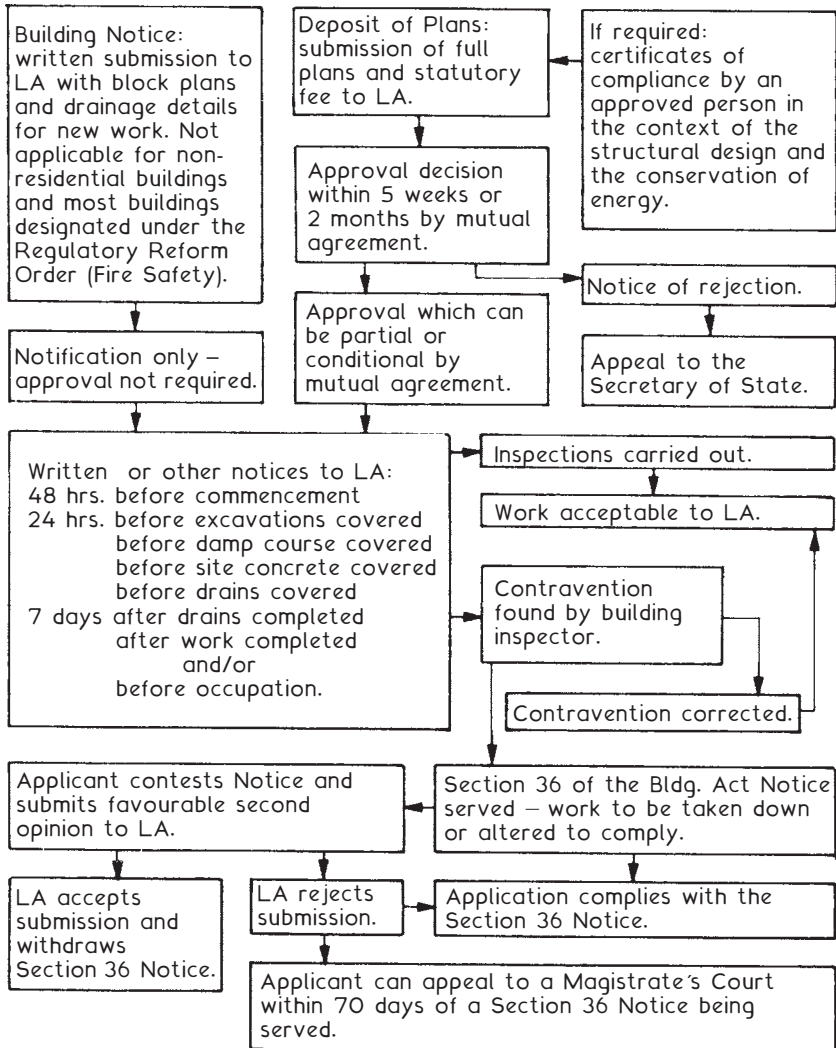 Building Notice:
written submission to
LA with block plans
and drainage details
for new work. Not
applicable for non-
residential buildings
and most buildings
designated under the
Regulatory Reform
Order (Fire Safety).
Deposit of Plans:
submission of full
plans and statutory
fee to LA.
If required:
certificates of
compliance by an
approved person in
the context of the
structural design and
the conservation of
energy.
Approval decision
within 5 weeks or
2 months by mutual
agreement.
Notice of rejection.
Notification only –
approval not required.
Approval which can
be partial or
conditional by
mutual agreement.
Appeal to the
Secretary of State.
Written or other notices to LA:
48 hrs. before commencement
24 hrs. before excavations covered
before damp course covered
before site concrete covered
before drains covered
7 days after drains completed
after work completed
and/or
before occupation.
Inspections carried out.
Work acceptable to LA.
Contravention
found by building
inspector.
Contravention corrected.
Applicant contests Notice and
submits favourable second
opinion to LA.
Section 36 of the Bldg. Act Notice
served – work to be taken down
or altered to comply.
LA accepts
submission and
withdraws
Section 36 Notice.
LA rejects
submission.
Application complies with the
Section 36 Notice.
Applicant can appeal to a Magistrate's Court
within 70 days of a Section 36 Notice being
served.